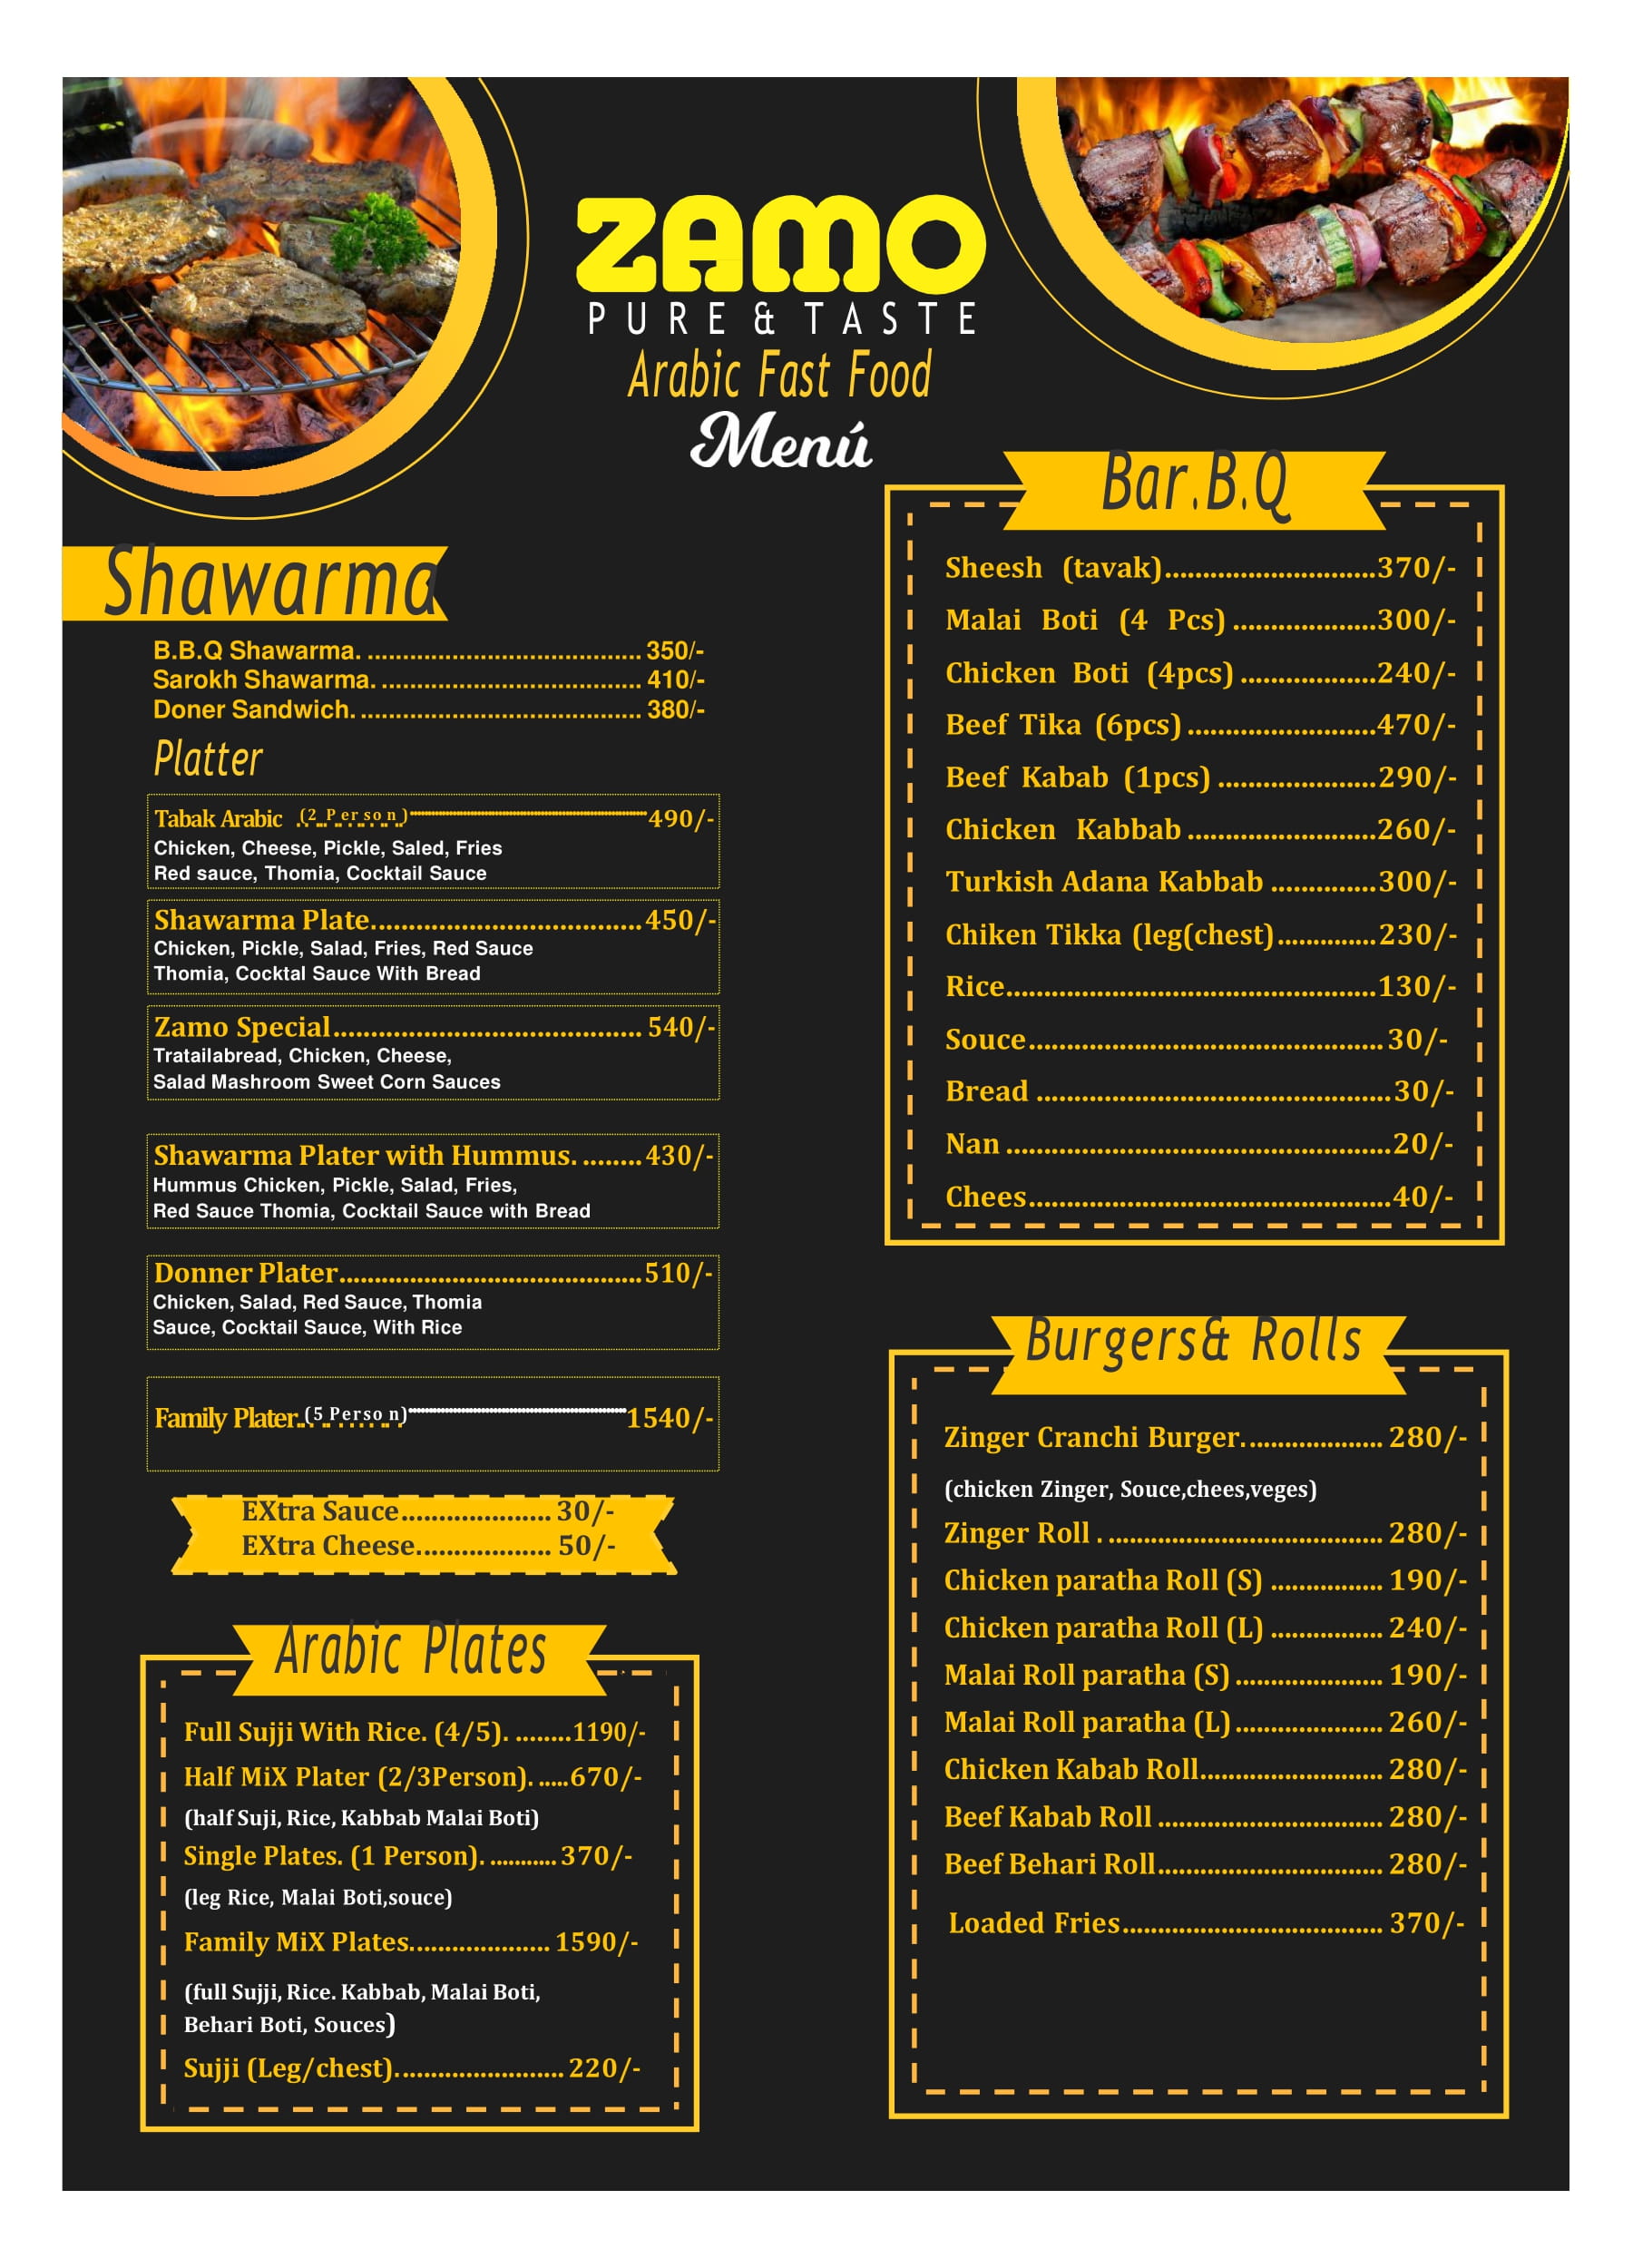 ZAMO
PURE & TASTE
Arabic Fast Food
Menú
Shawarma
B.B.Q Shawarma. ....................................... 350/-
Sarokh Shawarma. ..................................... 410/-
Doner Sandwich. ........................................ 380/-
Platter
Tabak Arabic (2 Person)........................................490/-
Chicken, Cheese, Pickle, Saled, Fries
Red sauce, Thomia, Cocktail Sauce
Shawarma Plate....................................450/-
Chicken, Pickle, Salad, Fries, Red Sauce
Thomia, Cocktal Sauce With Bread
Zamo Special......................................... 540/-
Tratailabread, Chicken, Cheese,
Salad Mashroom Sweet Corn Sauces
Shawarma Plater with Hummus. ........430/-
Hummus Chicken, Pickle, Salad, Fries,
Red Sauce Thomia, Cocktail Sauce with Bread
Donner Plater...........................................510/-
Chicken, Salad, Red Sauce, Thomia
Sauce, Cocktail Sauce, With Rice
Family Plater..(5 Person)........................................1540/-
EXtra Sauce.................... 30/-
EXtra Cheese.................. 50/-
Arabic Plates
Full Sujji With Rice. (4/5). ........1190/-
Half MiX Plater (2/3Person). .....670/-
(half Suji, Rice, Kabbab Malai Boti)
Single Plates. (1 Person). ........... 370/-
(leg Rice, Malai Boti,souce)
Family MiX Plates.................... 1590/-
(full Sujji, Rice. Kabbab, Malai Boti,
Behari Boti, Souces)
Sujji (Leg/chest)........................ 220/-
Bar.B.Q
Sheesh (tavak)............................370/-
Malai Boti (4 Pcs) ...................300/-
Chicken Boti (4pcs) ..................240/-
Beef Tika (6pcs) .........................470/-
Beef Kabab (1pcs) .....................290/-
Chicken Kabbab .........................260/-
Turkish Adana Kabbab ..............300/-
Chiken Tikka (leg(chest).............230/-
Rice.................................................130/-
Souce............................................... 30/-
Bread ...............................................30/-
Nan ...................................................20/-
Chees................................................40/-
Burgers& Rolls
Zinger Cranchi Burger.................... 280/-
(chicken Zinger, Souce,chees,veges)
Zinger Roll . ....................................... 280/-
Chicken paratha Roll (S) ................ 190/-
Chicken paratha Roll (L) ................ 240/-
Malai Roll paratha (S) ..................... 190/-
Malai Roll paratha (L)..................... 260/-
Chicken Kabab Roll.......................... 280/-
Beef Kabab Roll ................................ 280/-
Beef Behari Roll................................ 280/-
Loaded Fries..................................... 370/-